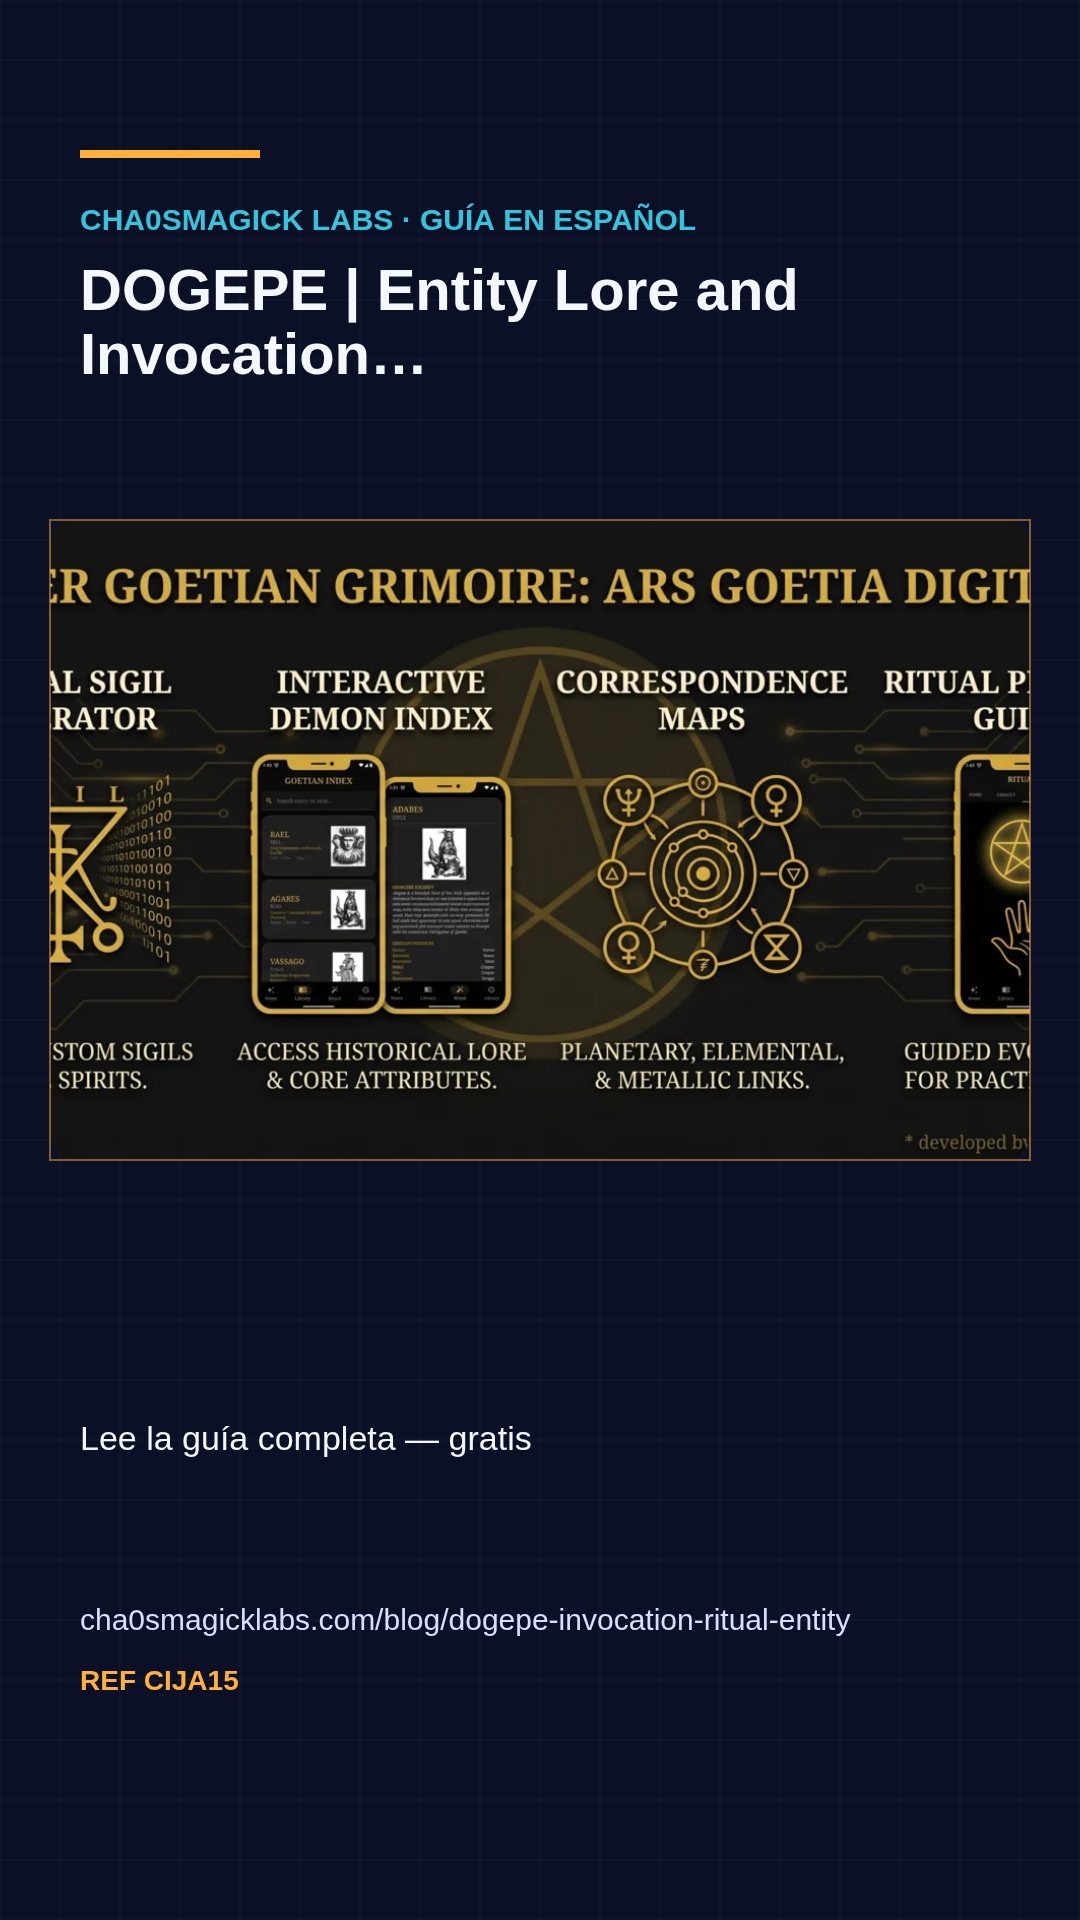 CHA0SMAGICK LABS · GUÍA EN ESPAÑOL
DOGEPE | Entity Lore and
Invocation…
ER GOETIAN GRIMOIRE: ARS GOETIA DIGIT
AL SIGIL
RATOR
INTERACTIVE
DEMON INDEX
CORRESPONDENCE
MAPS
RITUAL P
GUI
I L
GOETIAN INDEX
BAEL
AGARES
VASSAGO
ADABES
STOM SIGILS
SPIRITS.
ACCESS HISTORICAL LORE
& CORE ATTRIBUTES.
PLANETARY, ELEMENTAL,
& METALLIC LINKS.
GUIDED EV
FOR PRACT
* developed by
Lee la guía completa — gratis
cha0smagicklabs.com/blog/dogepe-invocation-ritual-entity
REF CIJA15